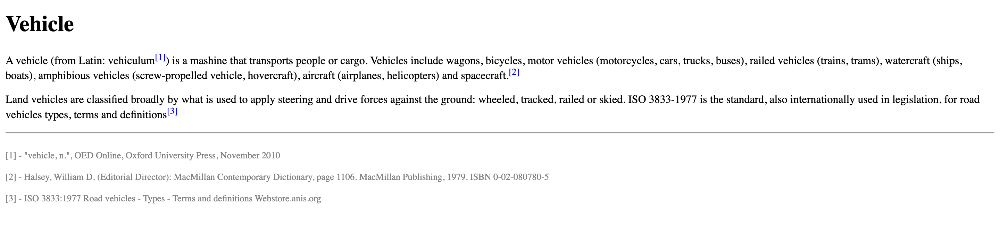 Vehicle
A vehicle (from Latin: vehiculum[1]) is a mashine that transports people or cargo. Vehicles include wagons, bicycles, motor vehicles (motorcycles, cars, trucks, buses), railed vehicles (trains, trams), watercraft (ships,
boats), amphibious vehicles (screw-propelled vehicle, hovercraft), aircraft (airplanes, helicopters) and spacecraft.[2]
Land vehicles are classified broadly by what is used to apply steering and drive forces against the ground: wheeled, tracked, railed or skied. ISO 3833-1977 is the standard, also internationally used in legislation, for road
vehicles types, terms and definitions[3]
[1] - "vehicle, n.", OED Online, Oxford University Press, November 2010
[2] - Halsey, William D. (Editorial Director): MacMillan Contemporary Dictionary, page 1106. MacMillan Publishing, 1979. ISBN 0-02-080780-5
[3] - ISO 3833:1977 Road vehicles - Types - Terms and definitions Webstore.anis.org